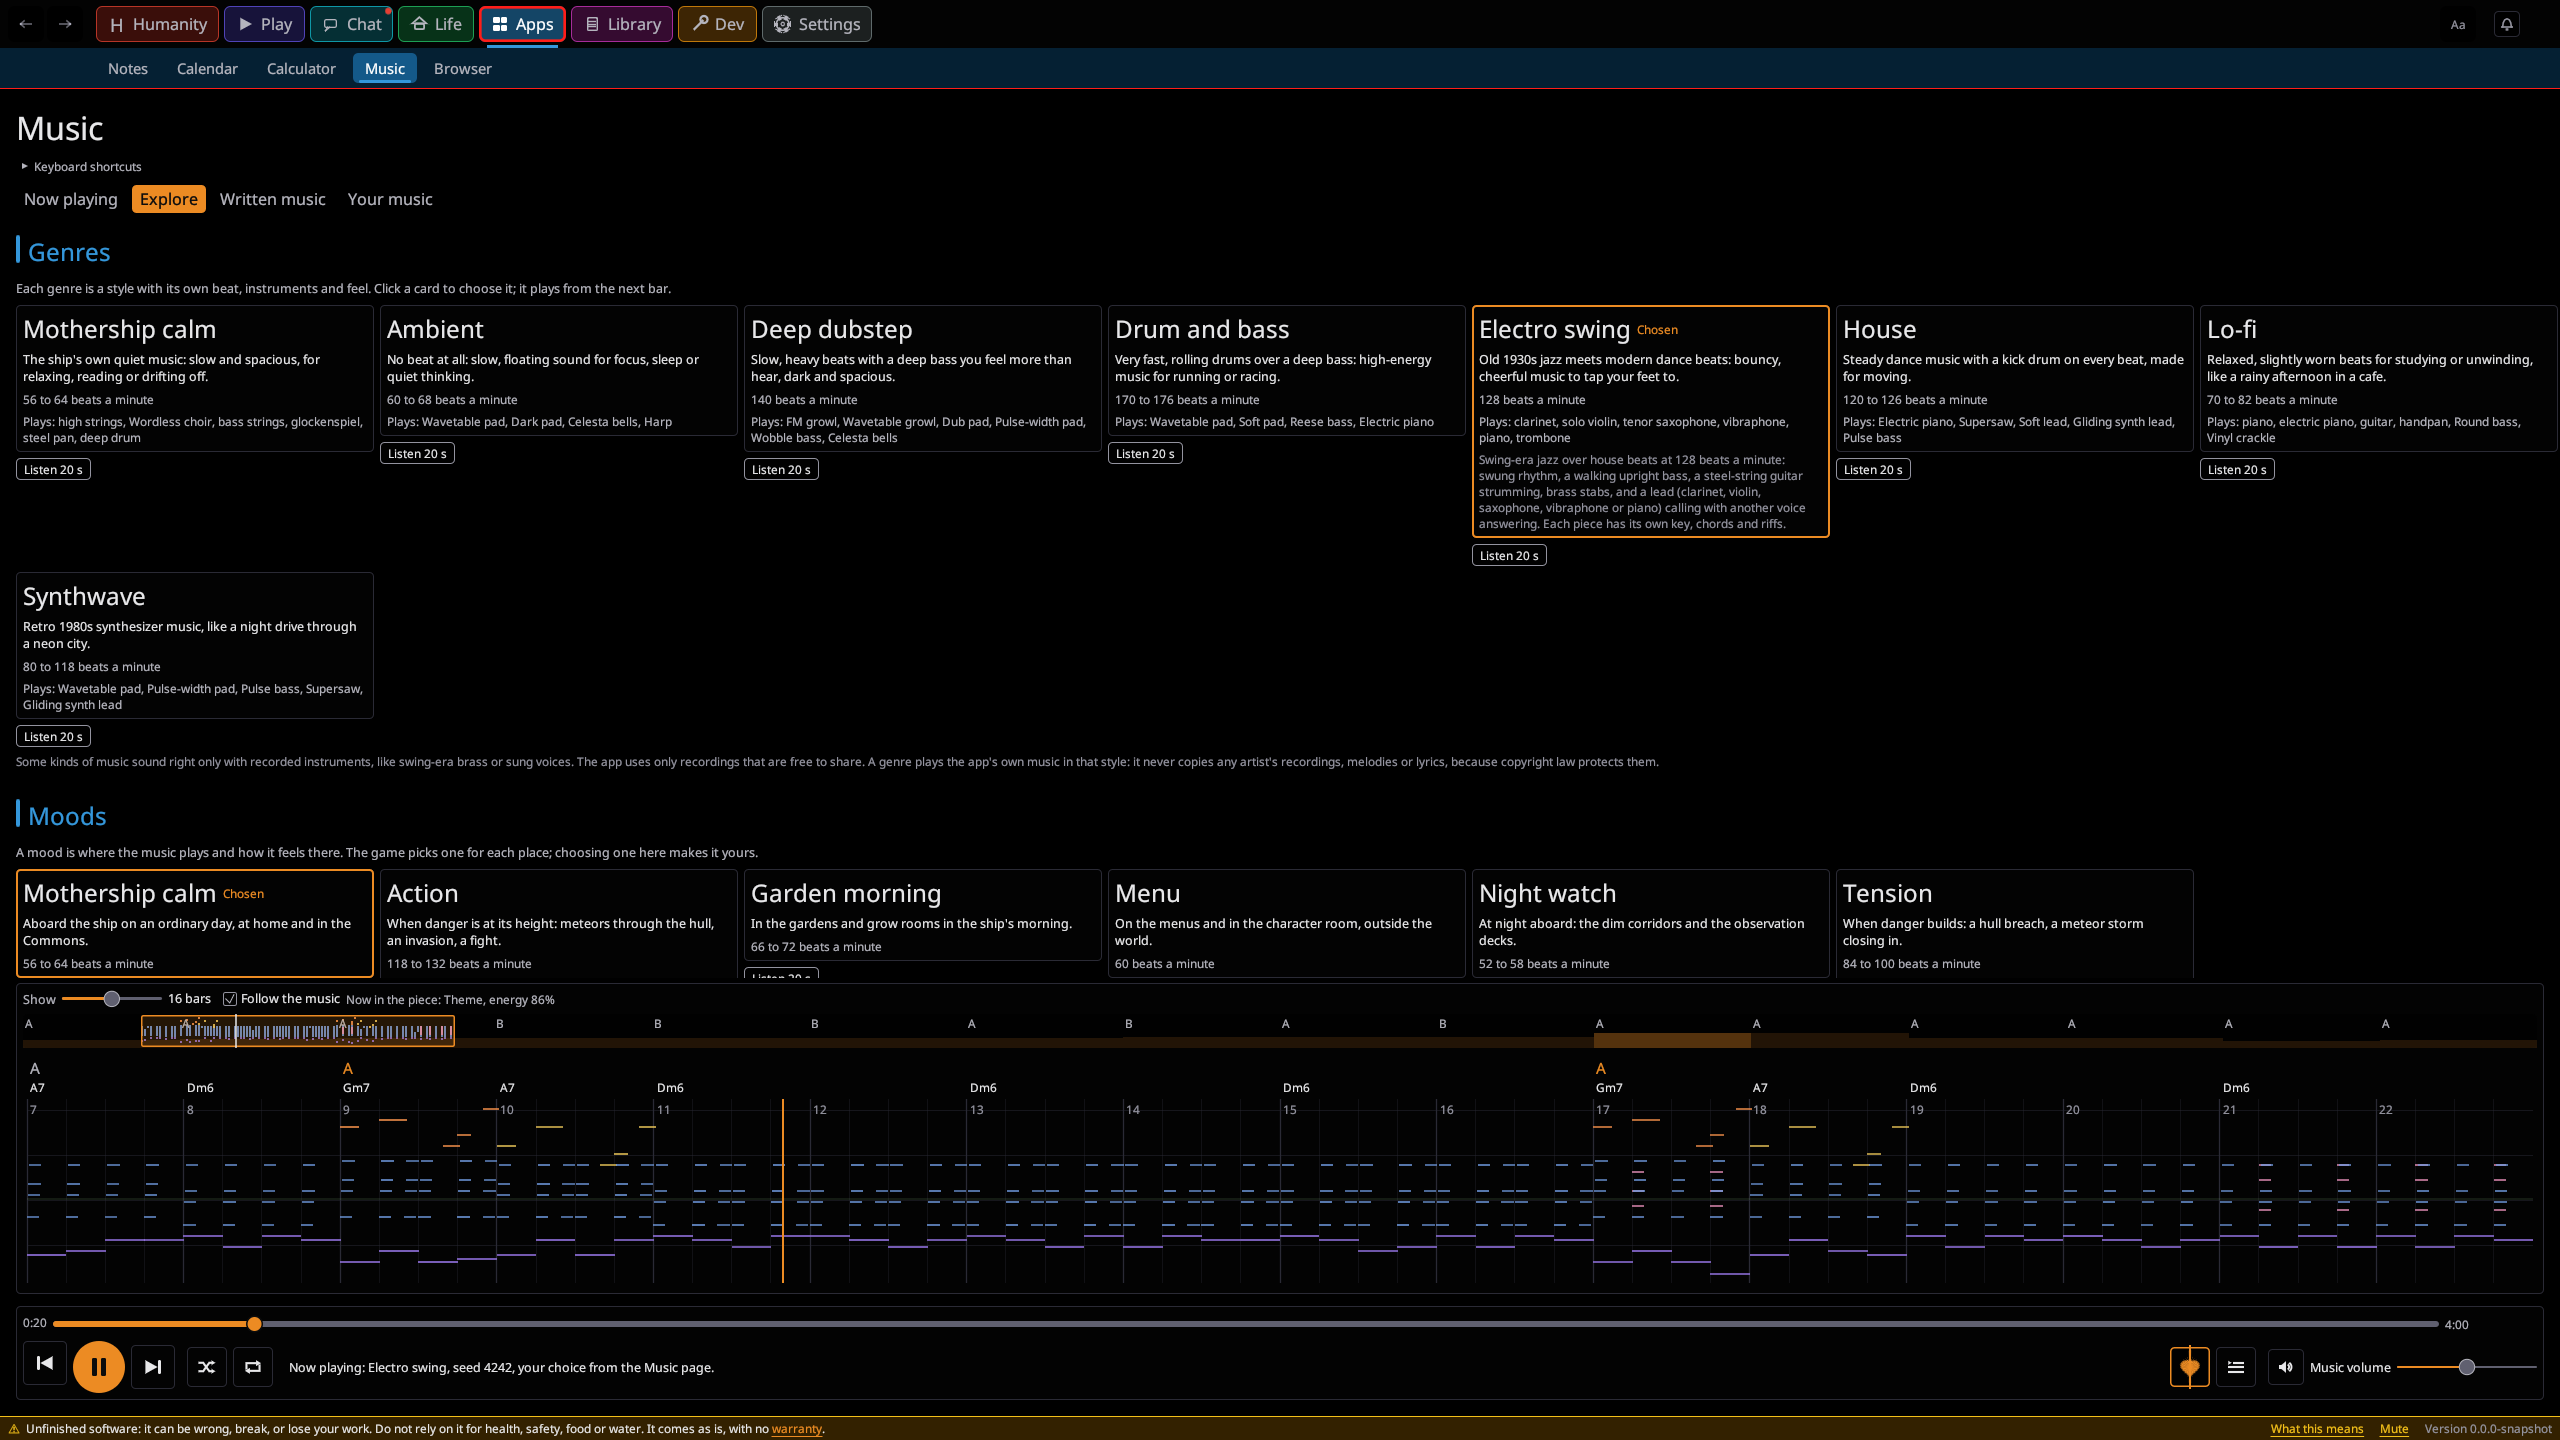 Humanity Play Chat Life Apps Library Dev Settings Aa
Notes Calendar Calculator Music Browser
Music
Keyboard shortcuts
Now playing Explore Written music Your music
Genres
Each genre is a style with its own beat, instruments and feel. Click a card to choose it; it plays from the next bar.
Mothership calm
The ship's own quiet music: slow and spacious, for
relaxing, reading or drifting off.
56 to 64 beats a minute
Plays: high strings, Wordless choir, bass strings, glockenspiel,
steel pan, deep drum
Listen 20 s
Ambient
No beat at all: slow, floating sound for focus, sleep or
quiet thinking.
60 to 68 beats a minute
Plays: Wavetable pad, Dark pad, Celesta bells, Harp
Listen 20 s
Deep dubstep
Slow, heavy beats with a deep bass you feel more than
hear, dark and spacious.
140 beats a minute
Plays: FM growl, Wavetable growl, Dub pad, Pulse-width pad,
Wobble bass, Celesta bells
Listen 20 s
Drum and bass
Very fast, rolling drums over a deep bass: high-energy
music for running or racing.
170 to 176 beats a minute
Plays: Wavetable pad, Soft pad, Reese bass, Electric piano
Listen 20 s
Electro swing Chosen
Old 1930s jazz meets modern dance beats: bouncy,
cheerful music to tap your feet to.
128 beats a minute
Plays: clarinet, solo violin, tenor saxophone, vibraphone,
piano, trombone
Swing-era jazz over house beats at 128 beats a minute:
swung rhythm, a walking upright bass, a steel-string guitar
strumming, brass stabs, and a lead (clarinet, violin,
saxophone, vibraphone or piano) calling with another voice
answering. Each piece has its own key, chords and riffs.
Listen 20 s
House
Steady dance music with a kick drum on every beat, made
for moving.
120 to 126 beats a minute
Plays: Electric piano, Supersaw, Soft lead, Gliding synth lead,
Pulse bass
Listen 20 s
Lo-fi
Relaxed, slightly worn beats for studying or unwinding,
like a rainy afternoon in a cafe.
70 to 82 beats a minute
Plays: piano, electric piano, guitar, handpan, Round bass,
Vinyl crackle
Listen 20 s
Synthwave
Retro 1980s synthesizer music, like a night drive through
a neon city.
80 to 118 beats a minute
Plays: Wavetable pad, Pulse-width pad, Pulse bass, Supersaw,
Gliding synth lead
Listen 20 s
Some kinds of music sound right only with recorded instruments, like swing-era brass or sung voices. The app uses only recordings that are free to share. A genre plays the app's own music in that style: it never copies any artist's recordings, melodies or lyrics, because copyright law protects them.
Moods
A mood is where the music plays and how it feels there. The game picks one for each place; choosing one here makes it yours.
Mothership calm Chosen
Aboard the ship on an ordinary day, at home and in the
Commons.
56 to 64 beats a minute
Action
When danger is at its height: meteors through the hull,
an invasion, a fight.
118 to 132 beats a minute
Garden morning
In the gardens and grow rooms in the ship's morning.
66 to 72 beats a minute
Listen 20 s
Menu
On the menus and in the character room, outside the
world.
60 beats a minute
Night watch
At night aboard: the dim corridors and the observation
decks.
52 to 58 beats a minute
Tension
When danger builds: a hull breach, a meteor storm
closing in.
84 to 100 beats a minute
Show 16 bars Follow the music Now in the piece: Theme, energy 86%
A A A B B B A B A B A A A A A A
A A A
A7 Dm6 Gm7 A7 Dm6 Dm6 Dm6 Gm7 A7 Dm6 Dm6
7 8 9 10 11 12 13 14 15 16 17 18 19 20 21 22
0:20 4:00
Now playing: Electro swing, seed 4242, your choice from the Music page. Music volume
Unfinished software: it can be wrong, break, or lose your work. Do not rely on it for health, safety, food or water. It comes as is, with no warranty. What this means Mute Version 0.0.0-snapshot